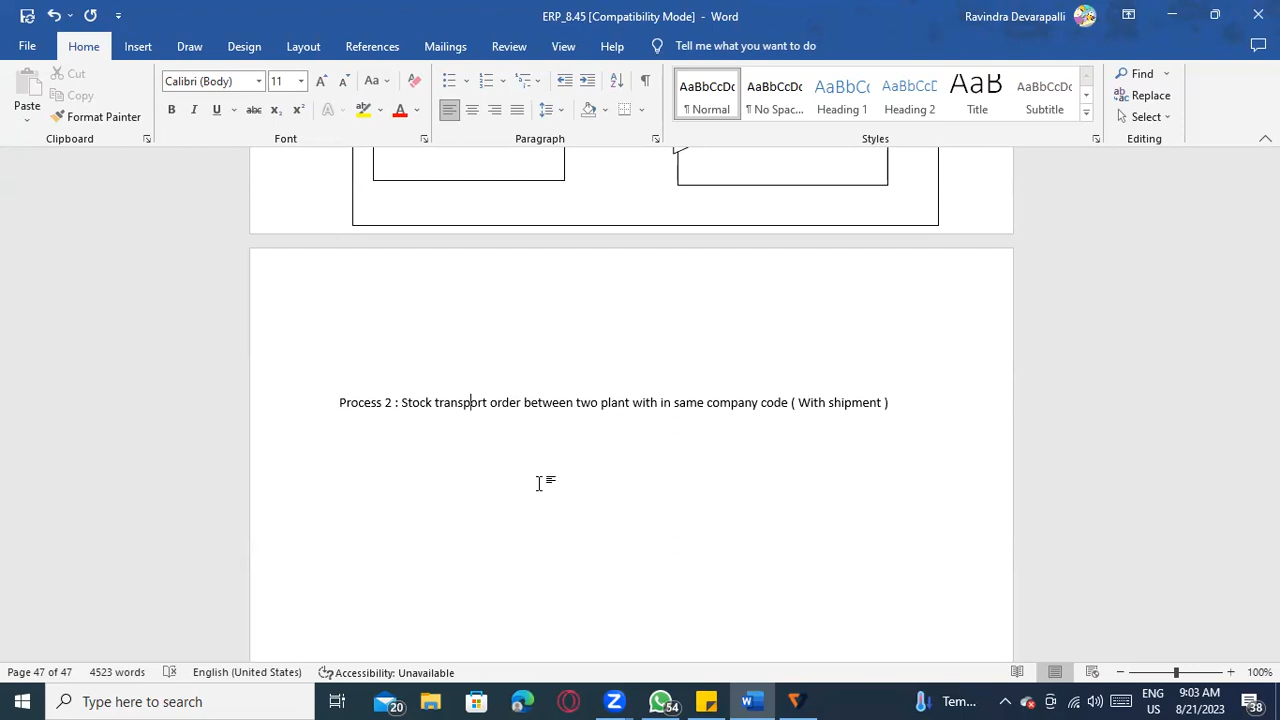 ERP_8.45 [Compatibility Mode] - Word
Ravindra Devarapalli
File Home Insert Draw Design Layout References Mailings Review View Help Tell me what you want to do
Paste
Cut
Copy
Format Painter
Clipboard
Calibri (Body) 11
Font
Paragraph
AaBbCcDc AaBbCcDc AaBbCc AaBbCcD AaB AaBbCcD
¶ Normal ¶ No Spac... Heading 1 Heading 2 Title Subtitle
Styles
Find
Replace
Select
Editing
Process 2 : Stock transport order between two plant with in same company code ( With shipment )
Page 47 of 47 4523 words English (United States) Accessibility: Unavailable 100%
Type here to search
20
54
Tem...
ENG
US
9:03 AM
8/21/2023
38